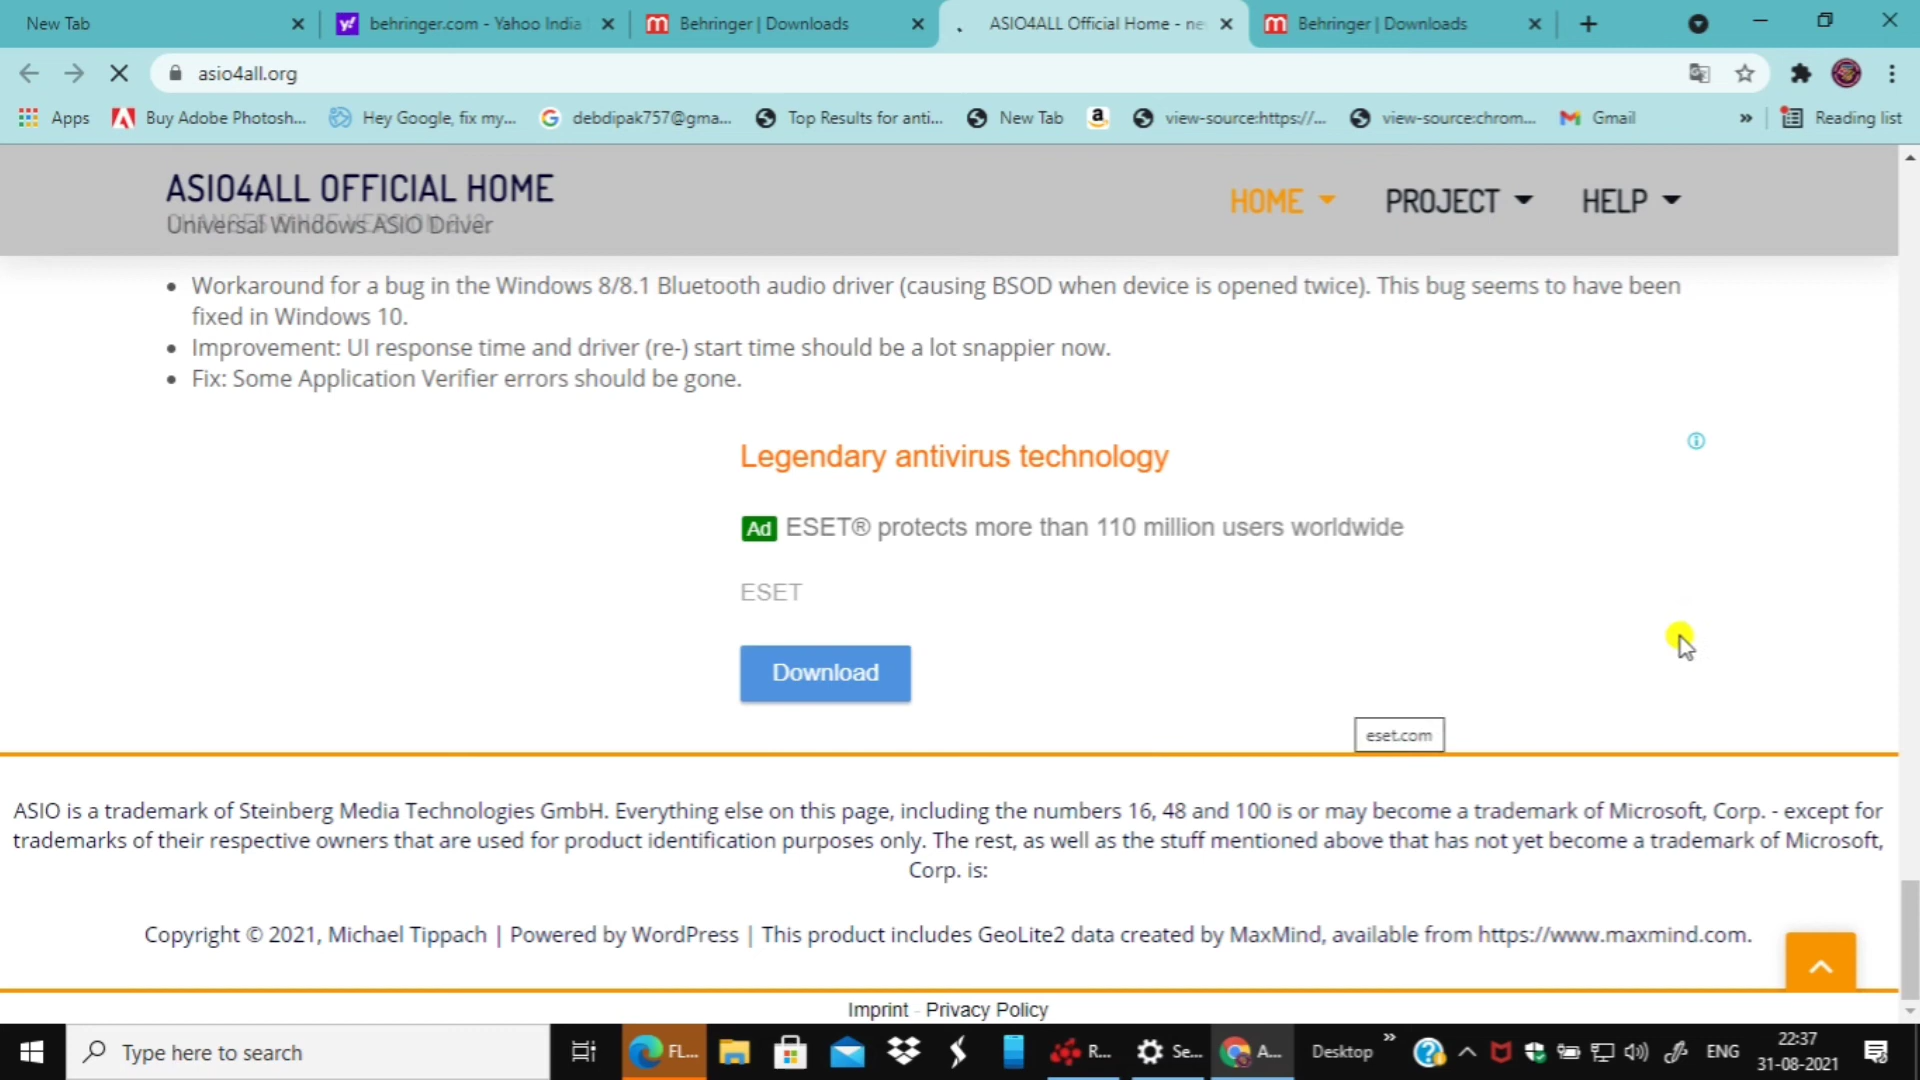 New Tab
behringer.com - Yahoo India
Behringer | Downloads
ASIO4ALL Official Home - ne
Behringer | Downloads
asio4all.org
Apps
Buy Adobe Photosh...
Hey Google, fix my...
debdipak757@gma...
Top Results for anti...
New Tab
view-source:https://...
view-source:chrom...
Gmail
»
Reading list
ASIO4ALL OFFICIAL HOME
CHANGES SINCE VERSION 2.13
Universal Windows ASIO Driver
HOME
PROJECT
HELP
• Workaround for a bug in the Windows 8/8.1 Bluetooth audio driver (causing BSOD when device is opened twice). This bug seems to have been
fixed in Windows 10.
• Improvement: UI response time and driver (re-) start time should be a lot snappier now.
• Fix: Some Application Verifier errors should be gone.
Legendary antivirus technology
Ad ESET® protects more than 110 million users worldwide
ESET
Download
eset.com
ASIO is a trademark of Steinberg Media Technologies GmbH. Everything else on this page, including the numbers 16, 48 and 100 is or may become a trademark of Microsoft, Corp. - except for
trademarks of their respective owners that are used for product identification purposes only. The rest, as well as the stuff mentioned above that has not yet become a trademark of Microsoft,
Corp. is:
Copyright © 2021, Michael Tippach | Powered by WordPress | This product includes GeoLite2 data created by MaxMind, available from https://www.maxmind.com.
Imprint - Privacy Policy
Type here to search
FL...
R...
Se...
A...
Desktop
»
ENG
22:37
31-08-2021